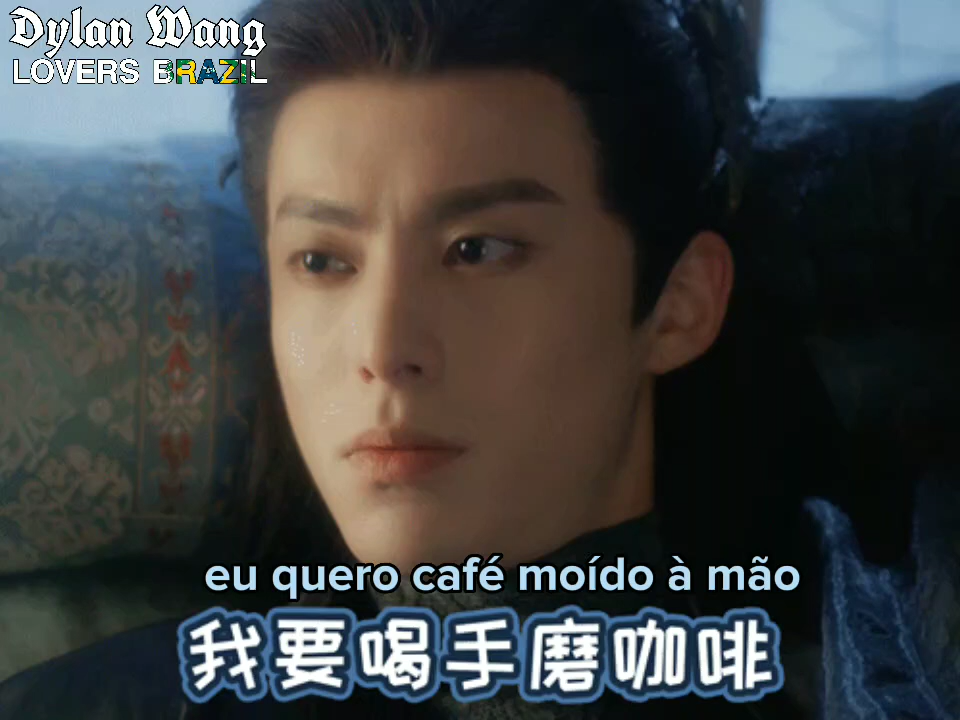 Dylan Wang
LOVERS BRAZIL
eu quero café moído à mão
我要喝手磨咖啡